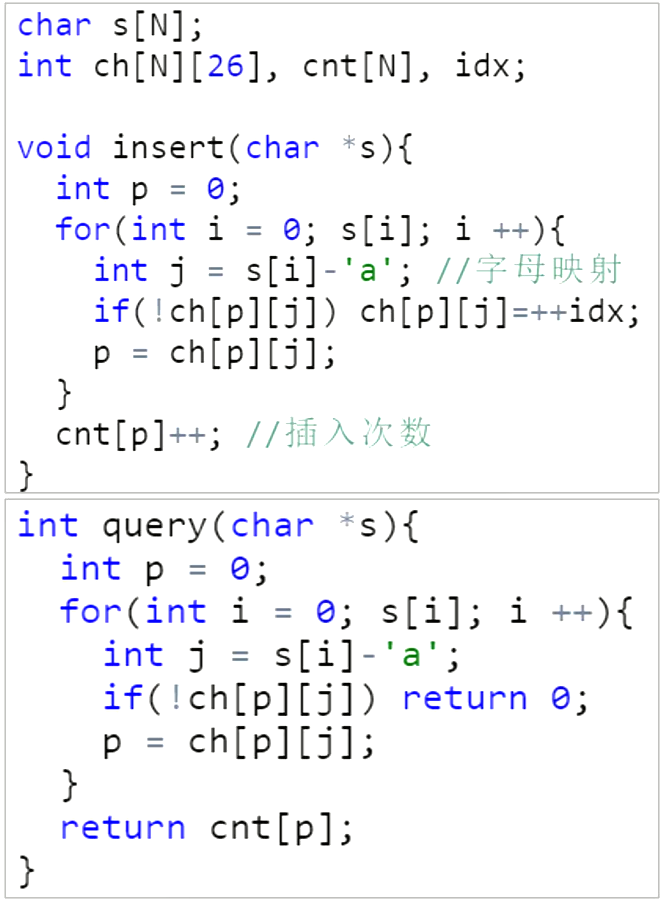 char s[N];
int ch[N][26], cnt[N], idx;

void insert(char *s){
  int p = 0;
  for(int i = 0; s[i]; i ++){
    int j = s[i]-'a'; //字母映射
    if(!ch[p][j]) ch[p][j]=++idx;
    p = ch[p][j];
  }
  cnt[p]++; //插入次数
}
int query(char *s){
  int p = 0;
  for(int i = 0; s[i]; i ++){
    int j = s[i]-'a';
    if(!ch[p][j]) return 0;
    p = ch[p][j];
  }
  return cnt[p];
}